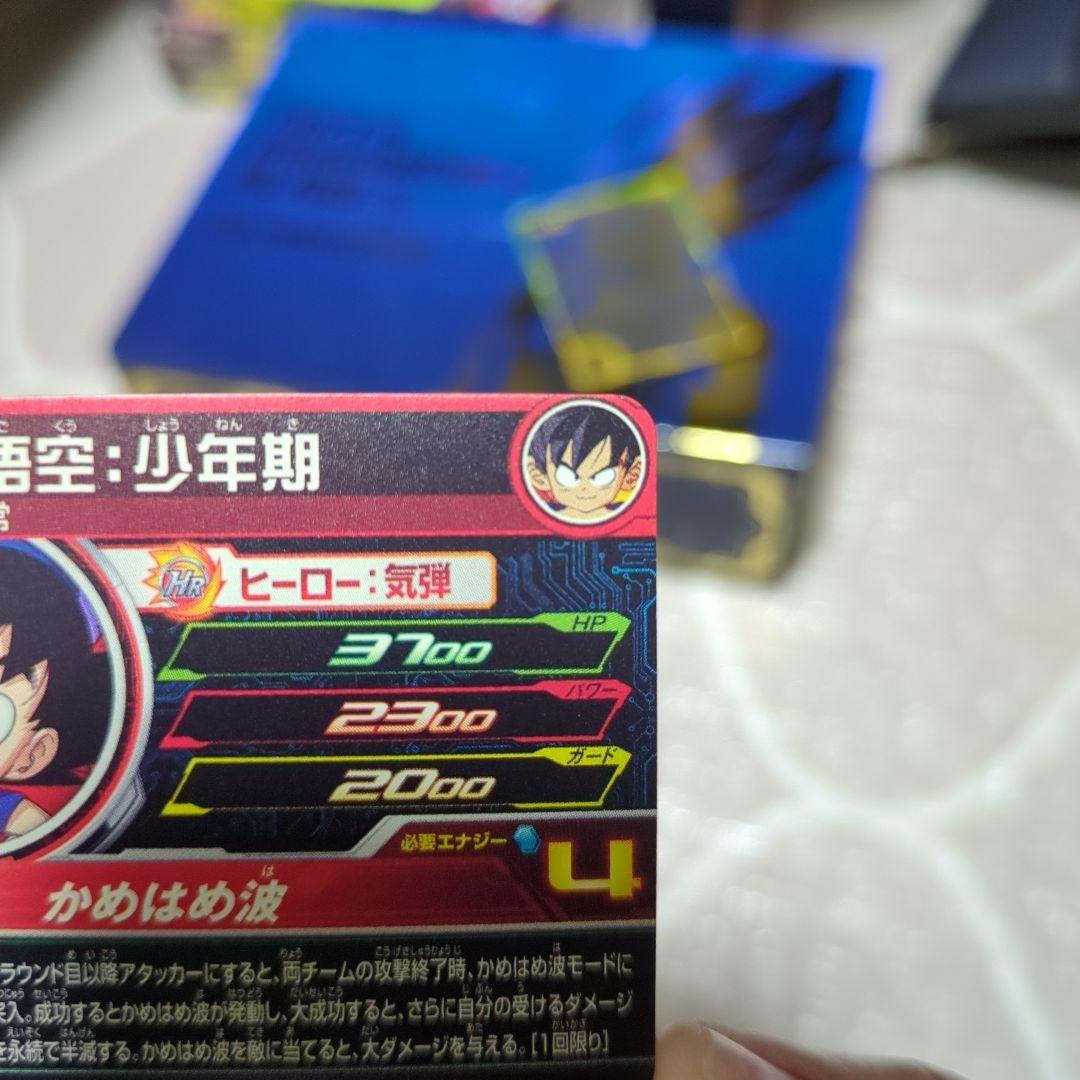 悟空:少年期
常
HR ヒーロー:気弾
HP
3700
パワー
2300
ガード
2000
必要エナジー 4
かめはめ波
ラウンド目以降アタッカーにすると、両チームの攻撃終了時、かめはめ波モードに
突入。成功するとかめはめ波が発動し、大成功すると、さらに自分の受けるダメージ
を永続で半減する。かめはめ波を敵に当てると、大ダメージを与える。[1回限り]